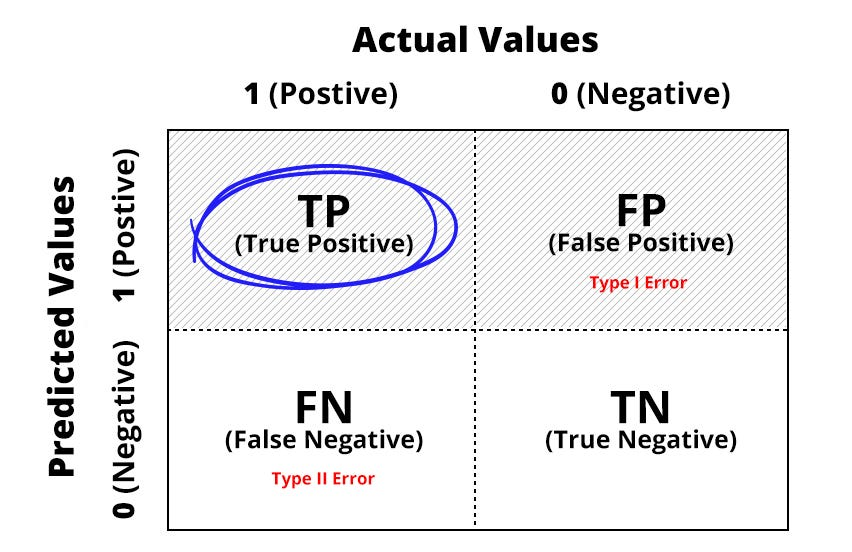 Actual Values
1 (Postive)
0 (Negative)
Predicted Values
1 (Postive)
TP
(True Positive)
FP
(False Positive)
Type I Error
0 (Negative)
FN
(False Negative)
Type II Error
TN
(True Negative)